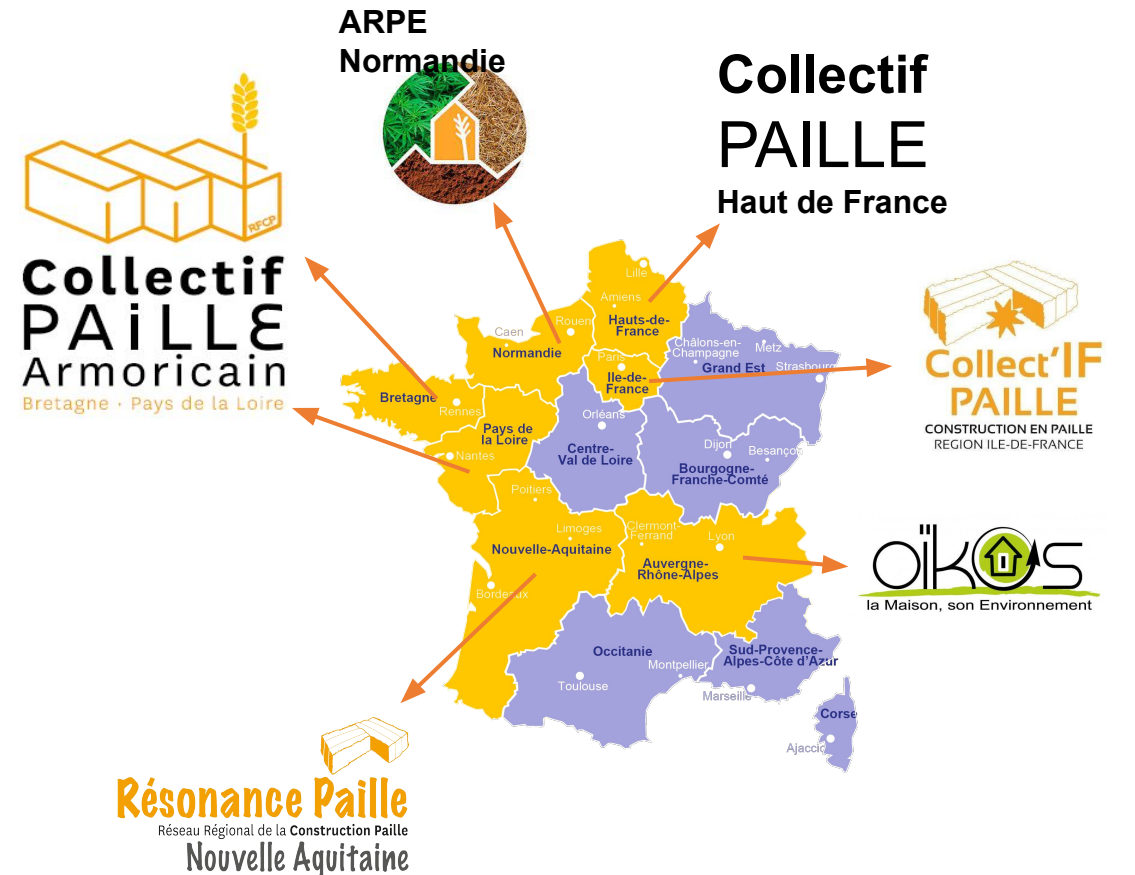 ARPE
Normandie
Collectif
PAILLE
Haut de France
RFCP
Collectif
PAiLLE
Armoricain
Bretagne · Pays de la Loire
Lille
Amiens
Hauts-de-
France
Rouen
Caen
Normandie
Paris
Ile-de-
France
Châlons-en-
Champagne
Metz
Grand Est
Strasbourg
Collect'IF
PAILLE
CONSTRUCTION EN PAILLE
REGION ILE-DE-FRANCE
Bretagne
Rennes
Pays de
la Loire
Nantes
Orléans
Centre-
Val de Loire
Dijon
Besançon
Bourgogne-
Franche-Comté
Poitiers
Limoges
Nouvelle-Aquitaine
Bordeaux
Clermont-
Ferrand
Lyon
Auvergne-
Rhône-Alpes
OÏKOS
la Maison, son Environnement
Occitanie
Montpellier
Toulouse
Sud-Provence-
Alpes-Côte d'Azur
Marseille
Corse
Ajaccio
Résonance Paille
Réseau Régional de la Construction Paille
Nouvelle Aquitaine